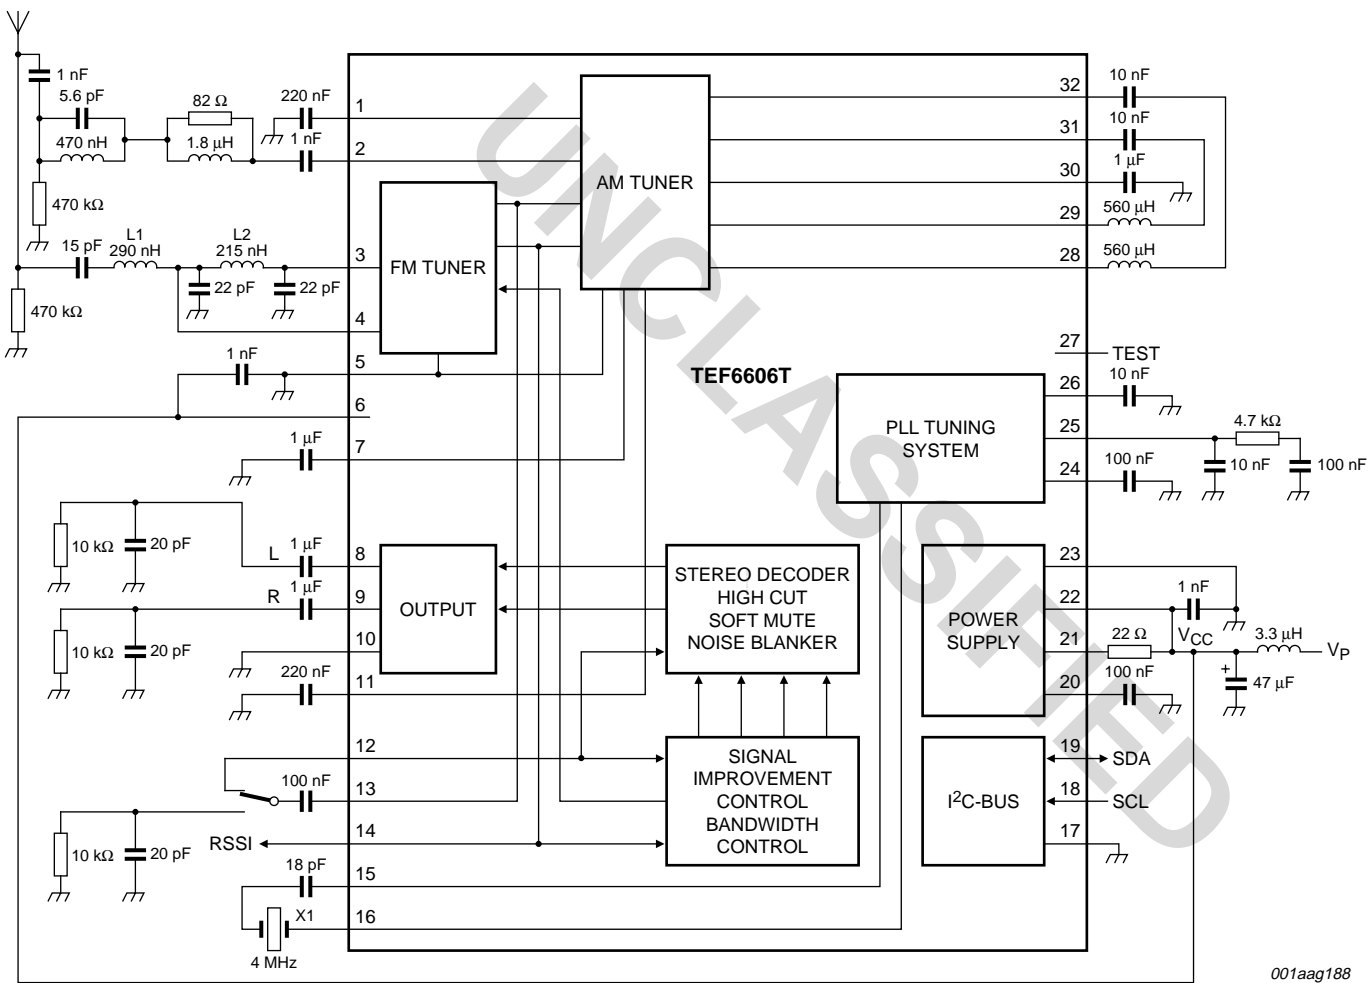 1 nF
5.6 pF
470 nH
82 Ω
1.8 μH
220 nF
1 nF
470 kΩ
15 pF
L1
290 nH
L2
215 nH
22 pF
22 pF
470 kΩ
1 nF
1 μF
10 kΩ
20 pF
L
1 μF
R
1 μF
10 kΩ
20 pF
220 nF
100 nF
10 kΩ
20 pF
RSSI
18 pF
X1
4 MHz
1
2
3
4
5
6
7
8
9
10
11
12
13
14
15
16
AM TUNER
FM TUNER
TEF6606T
PLL TUNING
SYSTEM
OUTPUT
STEREO DECODER
HIGH CUT
SOFT MUTE
NOISE BLANKER
POWER
SUPPLY
SIGNAL
IMPROVEMENT
CONTROL
BANDWIDTH
CONTROL
I²C-BUS
32
31
30
29
28
27
26
25
24
23
22
21
20
19
18
17
10 nF
10 nF
1 μF
560 μH
560 μH
TEST
10 nF
4.7 kΩ
100 nF
10 nF
100 nF
1 nF
22 Ω
VCC
3.3 μH
VP
100 nF
+
47 μF
SDA
SCL
UNCLASSIFIED
001aag188